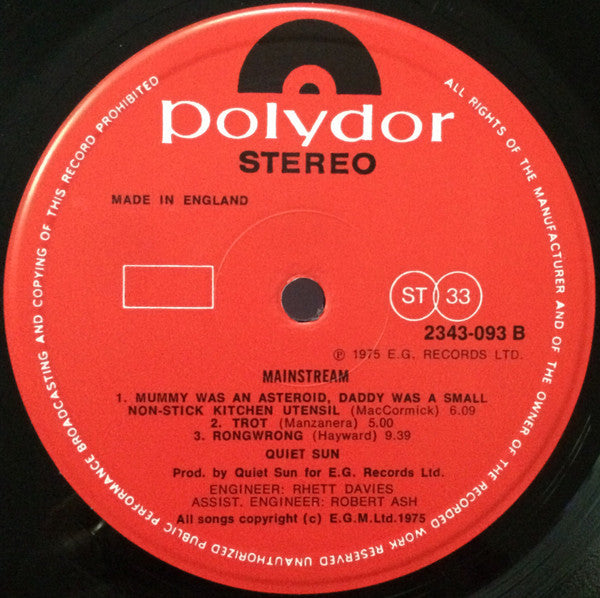 polydor
STEREO
MADE IN ENGLAND
ST 33
2343-093 B
℗ 1975 E.G. RECORDS LTD.
MAINSTREAM
1. MUMMY WAS AN ASTEROID, DADDY WAS A SMALL
NON-STICK KITCHEN UTENSIL (MacCormick) 6.09
2. TROT (Manzanera) 5.00
3. RONGWRONG (Hayward) 9.39
QUIET SUN
Prod. by Quiet Sun for E.G. Records Ltd.
ENGINEER: RHETT DAVIES
ASSIST. ENGINEER: ROBERT ASH
All songs copyright (c) E.G.M.Ltd.1975
ALL RIGHTS OF THE MANUFACTURER AND OF THE OWNER OF THE RECORDED WORK RESERVED UNAUTHORIZED PUBLIC PERFORMANCE BROADCASTING AND COPYING OF THIS RECORD PROHIBITED